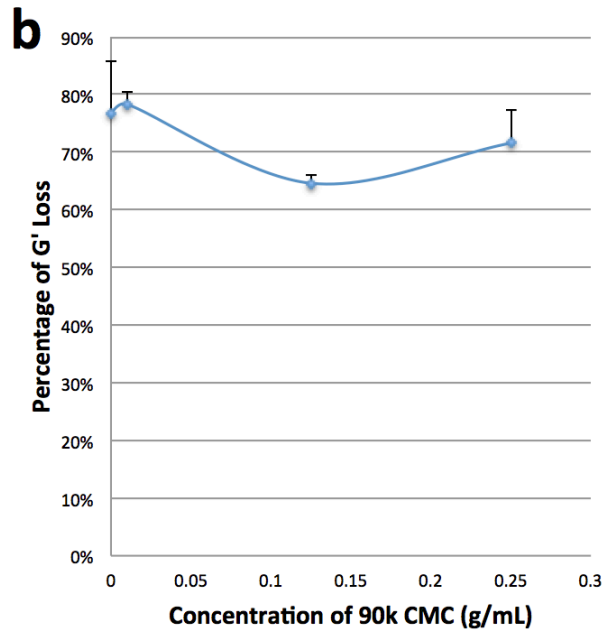 b
90%
80%
70%
60%
50%
40%
30%
20%
10%
0%
Percentage of G' Loss
0 0.05 0.1 0.15 0.2 0.25 0.3
Concentration of 90k CMC (g/mL)